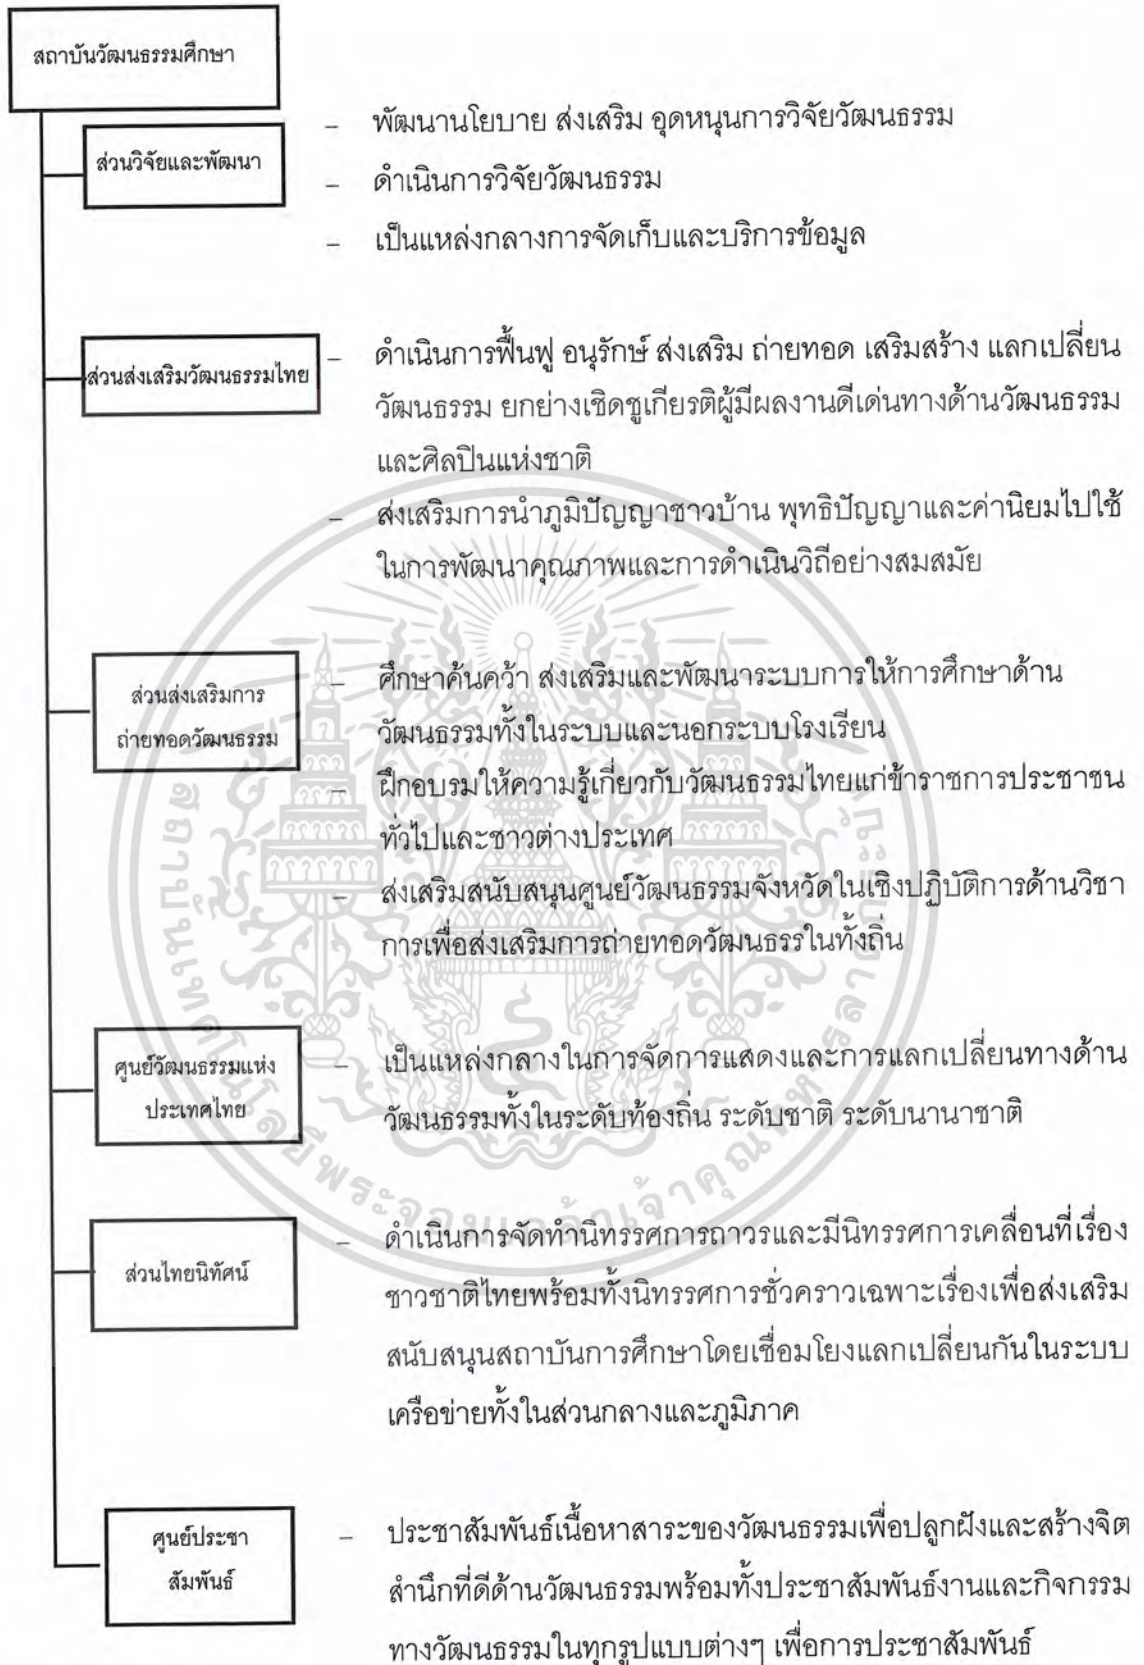 สถาบันวัฒนธรรมศึกษา
ส่วนวิจัยและพัฒนา
– พัฒนานโยบาย ส่งเสริม อุดหนุนการวิจัยวัฒนธรรม
– ดำเนินการวิจัยวัฒนธรรม
– เป็นแหล่งกลางการจัดเก็บและบริการข้อมูล
ส่วนส่งเสริมวัฒนธรรมไทย
– ดำเนินการฟื้นฟู อนุรักษ์ ส่งเสริม ถ่ายทอด เสริมสร้าง แลกเปลี่ยน
วัฒนธรรม ยกย่างเชิดชูเกียรติผู้มีผลงานดีเด่นทางด้านวัฒนธรรม
และศิลปินแห่งชาติ
– ส่งเสริมการนำภูมิปัญญาชาวบ้าน พุทธิปัญญาและค่านิยมไปใช้
ในการพัฒนาคุณภาพและการดำเนินวิถีอย่างสมสมัย
ส่วนส่งเสริมการ
ถ่ายทอดวัฒนธรรม
– ศึกษาค้นคว้า ส่งเสริมและพัฒนาระบบการให้การศึกษาด้าน
วัฒนธรรมทั้งในระบบและนอกระบบโรงเรียน
– ฝึกอบรมให้ความรู้เกี่ยวกับวัฒนธรรมไทยแก่ข้าราชการประชาชน
ทั่วไปและชาวต่างประเทศ
– ส่งเสริมสนับสนุนศูนย์วัฒนธรรมจังหวัดในเชิงปฏิบัติการด้านวิชา
การเพื่อส่งเสริมการถ่ายทอดวัฒนธรรในทั้งถิ่น
ศูนย์วัฒนธรรมแห่ง
ประเทศไทย
– เป็นแหล่งกลางในการจัดการแสดงและการแลกเปลี่ยนทางด้าน
วัฒนธรรมทั้งในระดับท้องถิ่น ระดับชาติ ระดับนานาชาติ
ส่วนไทยนิทัศน์
– ดำเนินการจัดทำนิทรรศการถาวรและมีนิทรรศการเคลื่อนที่เรื่อง
ชาวชาติไทยพร้อมทั้งนิทรรศการชั่วคราวเฉพาะเรื่องเพื่อส่งเสริม
สนับสนุนสถาบันการศึกษาโดยเชื่อมโยงแลกเปลี่ยนกันในระบบ
เครือข่ายทั้งในส่วนกลางและภูมิภาค
ศูนย์ประชา
สัมพันธ์
– ประชาสัมพันธ์เนื้อหาสาระของวัฒนธรรมเพื่อปลูกฝังและสร้างจิต
สำนึกที่ดีด้านวัฒนธรรมพร้อมทั้งประชาสัมพันธ์งานและกิจกรรม
ทางวัฒนธรรมในทุกรูปแบบต่างๆ เพื่อการประชาสัมพันธ์
สถาบันเทคโนโลยีพระจอมเกล้าเจ้าคุณทหารลาดกระบัง